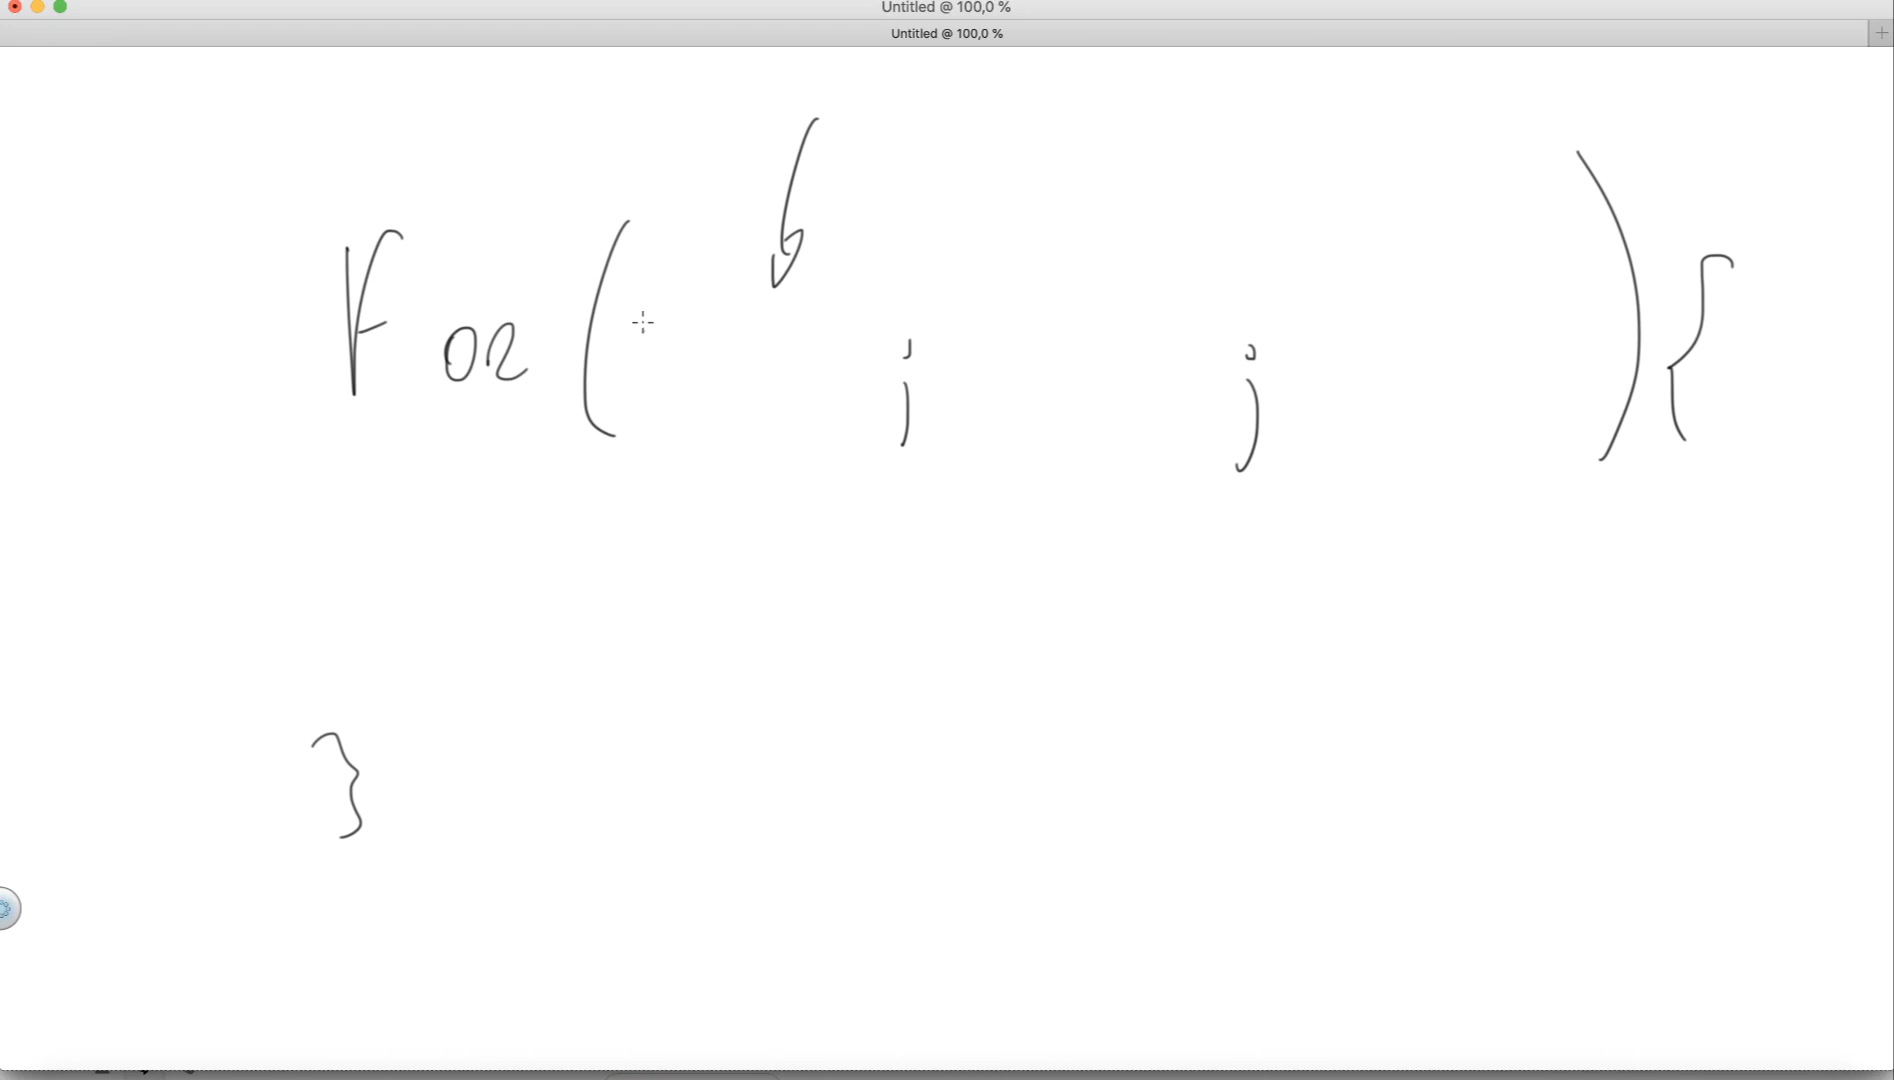 Untitled @ 100,0 %
Untitled @ 100,0 %
For( ; ; ){
}